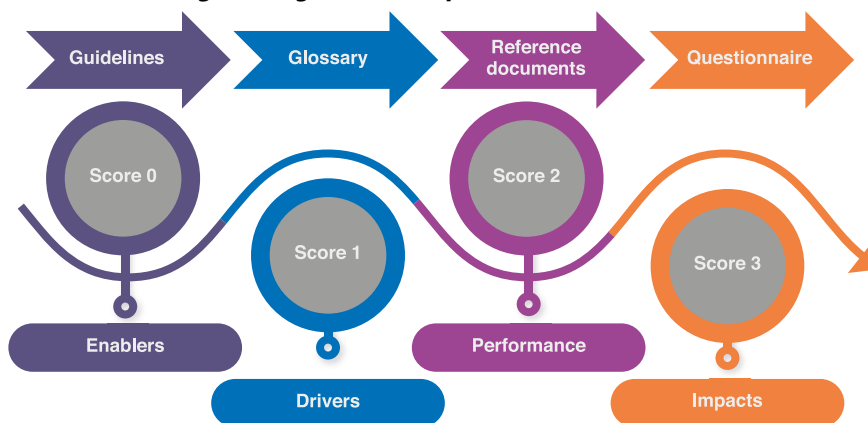 Guidelines
Glossary
Reference
documents
Questionnaire
Score 0
Score 1
Score 2
Score 3
Enablers
Drivers
Performance
Impacts